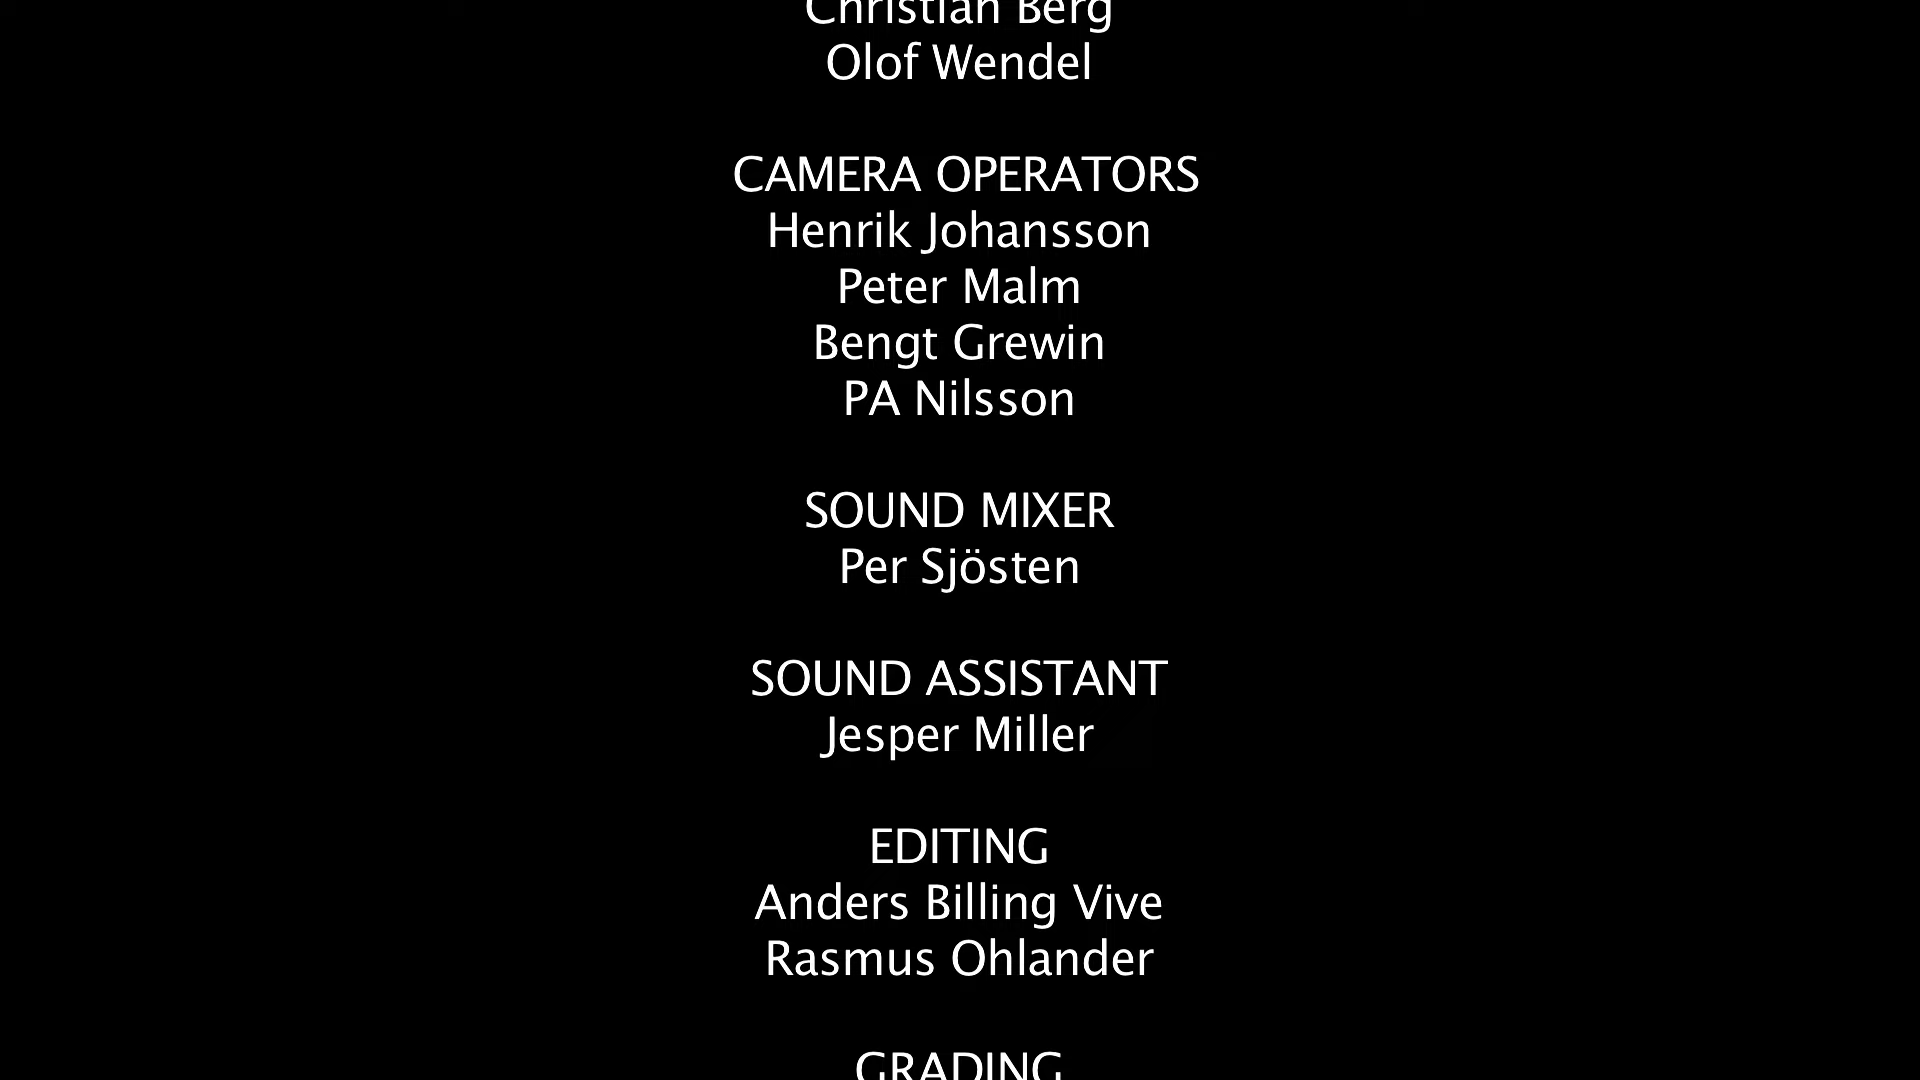 Christian Berg
Olof Wendel
CAMERA OPERATORS
Henrik Johansson
Peter Malm
Bengt Grewin
PA Nilsson
SOUND MIXER
Per Sjösten
SOUND ASSISTANT
Jesper Miller
EDITING
Anders Billing Vive
Rasmus Ohlander
GRADING